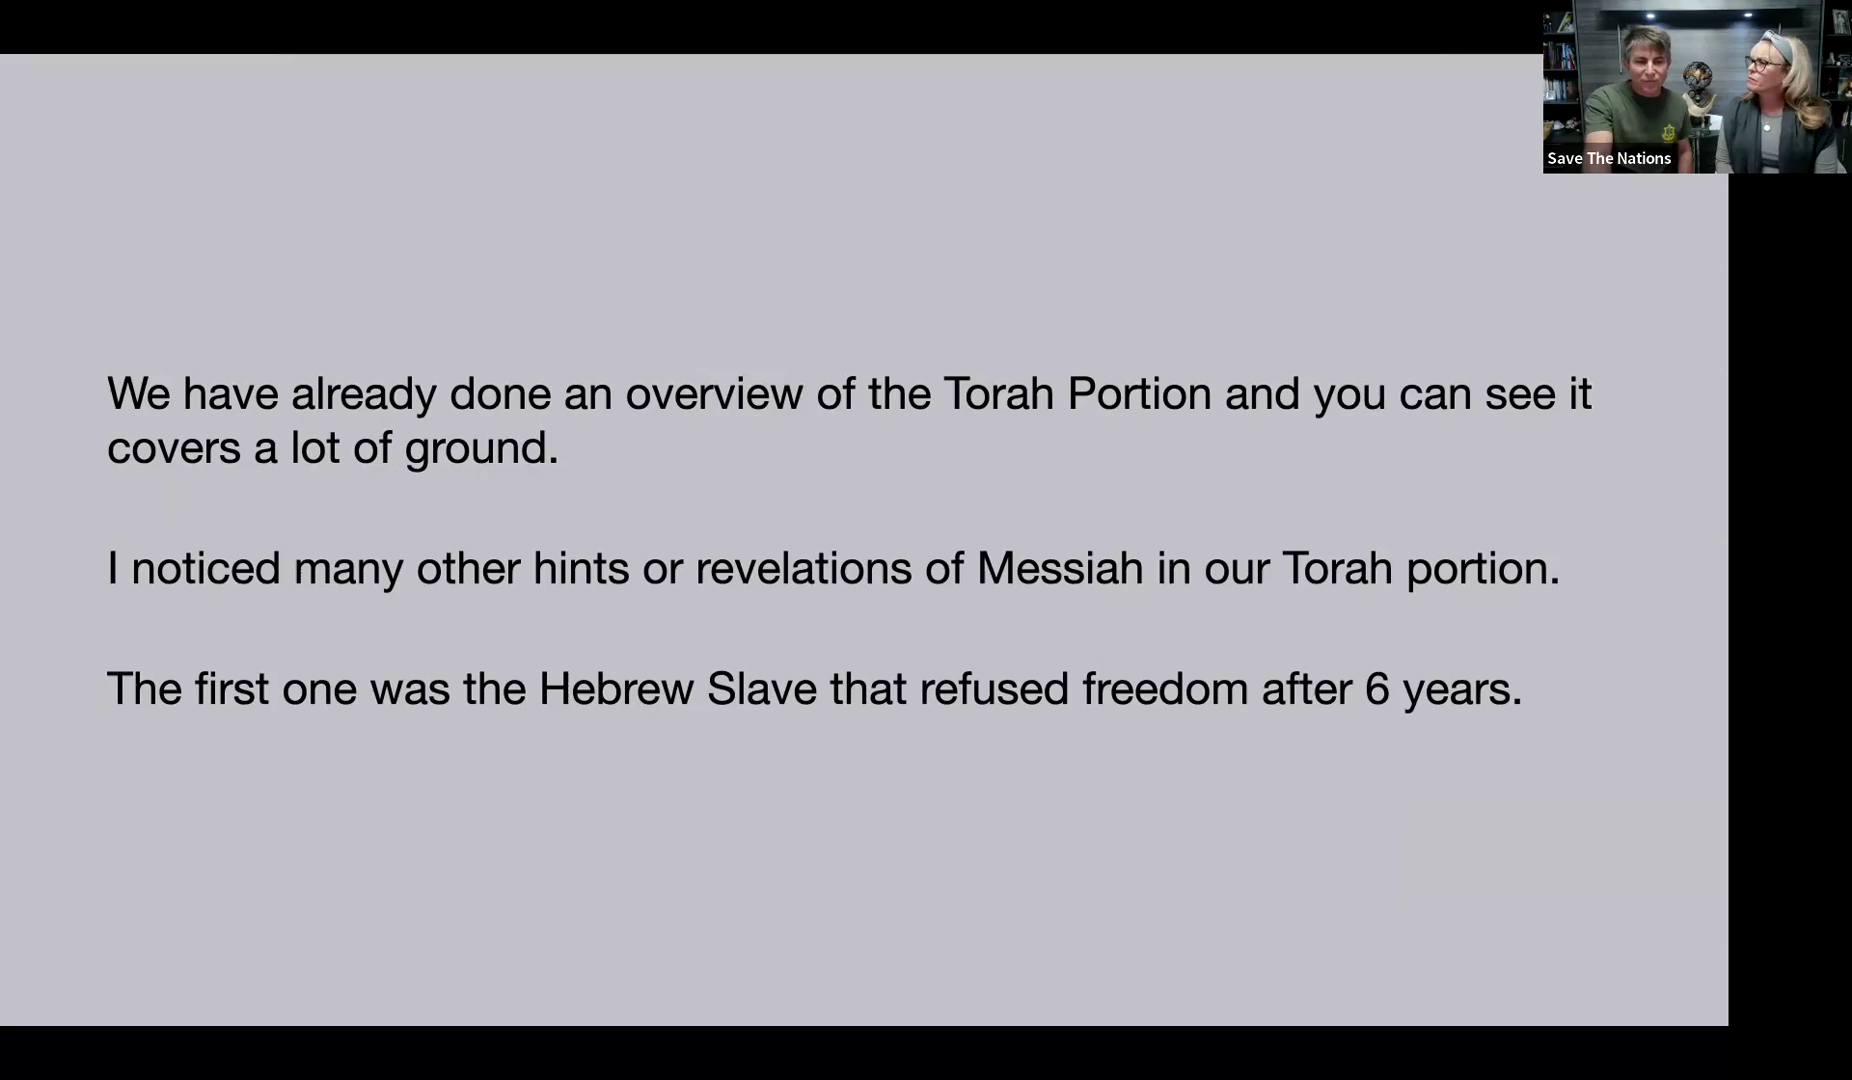 Save The Nations
We have already done an overview of the Torah Portion and you can see it
covers a lot of ground.
I noticed many other hints or revelations of Messiah in our Torah portion.
The first one was the Hebrew Slave that refused freedom after 6 years.